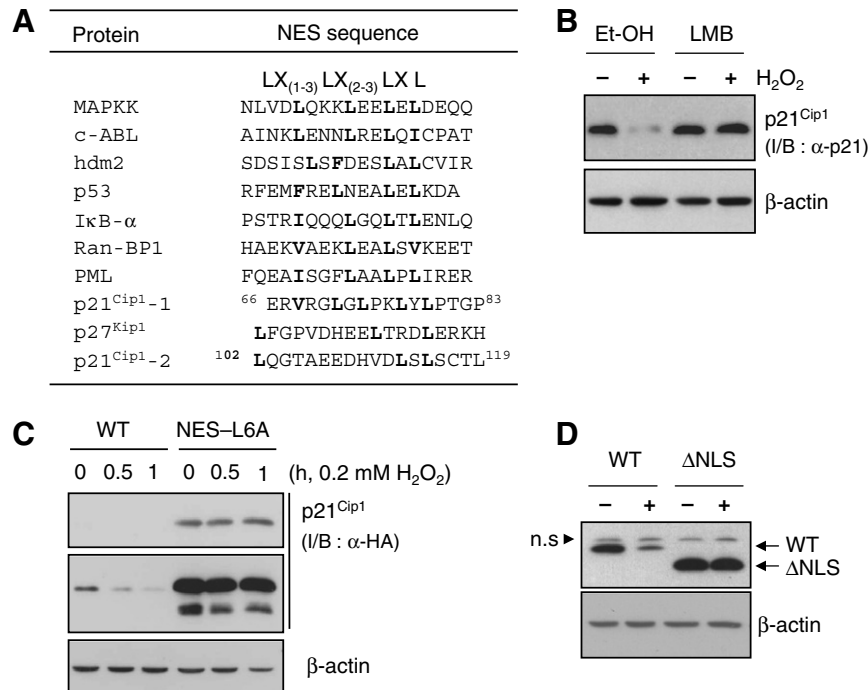 A
Protein NES sequence
LX(1-3) LX(2-3) LX L
MAPKK NLVDLQKKLEELELDEQQ
c-ABL AINKLENNLRELQICPAT
hdm2 SDSISLSFDESLALCVIR
p53 RFEMFRELNEALELKDA
IκB-α PSTRIQQQLGQLTLENLQ
Ran-BP1 HAEKVAEKLEALSVKEET
PML FQEAISGFLAALPLIRER
p21Cip1-1 66 ERVRGLGLPKLYLPTGP83
p27Kip1 LFGPVDHEELTRDLERKH
p21Cip1-2 102 LQGTAEEDHVDLSLSCTL119
B
Et-OH LMB
– + – + H2O2
p21Cip1
(I/B : α-p21)
β-actin
C
WT NES–L6A
0 0.5 1 0 0.5 1 (h, 0.2 mM H2O2)
p21Cip1
(I/B : α-HA)
β-actin
D
WT ΔNLS
– + – +
n.s WT
ΔNLS
β-actin